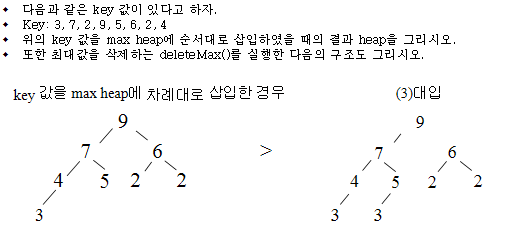 다음과 같은 key 값이 있다고 하자.
Key: 3, 7, 2, 9, 5, 6, 2, 4
위의 key 값을 max heap에 순서대로 삽입하였을 때의 결과 heap을 그리시오.
또한 최대값을 삭제하는 deleteMax()를 실행한 다음의 구조도 그리시오.
key 값을 max heap에 차례대로 삽입한 경우 (3)대입
9 9
7 6 > 7 6
4 5 2 2 4 5 2 2
3 3 3